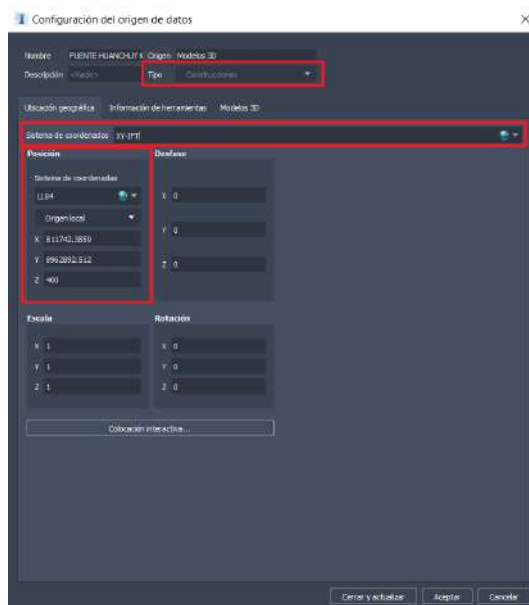 Configuración del origen de datos
Nombre PUENTE HUANCHUY K Origen Modelos 3D
Descripción <Vacío> Tipo Construcciones
Ubicación geográfica Información de herramientas Modelos 3D
Sistema de coordenadas XY-IFT
Posición Desfase
Sistema de coordenadas
LL84 X 0
Origen local
Y 0
X 811742.3859
Y 8962892.512
Z 0
Z 400
Escala Rotación
X 1 X 0
Y 1 Y 0
Z 1 Z 0
Colocación interactiva...
Cerrar y actualizar Aceptar Cancelar